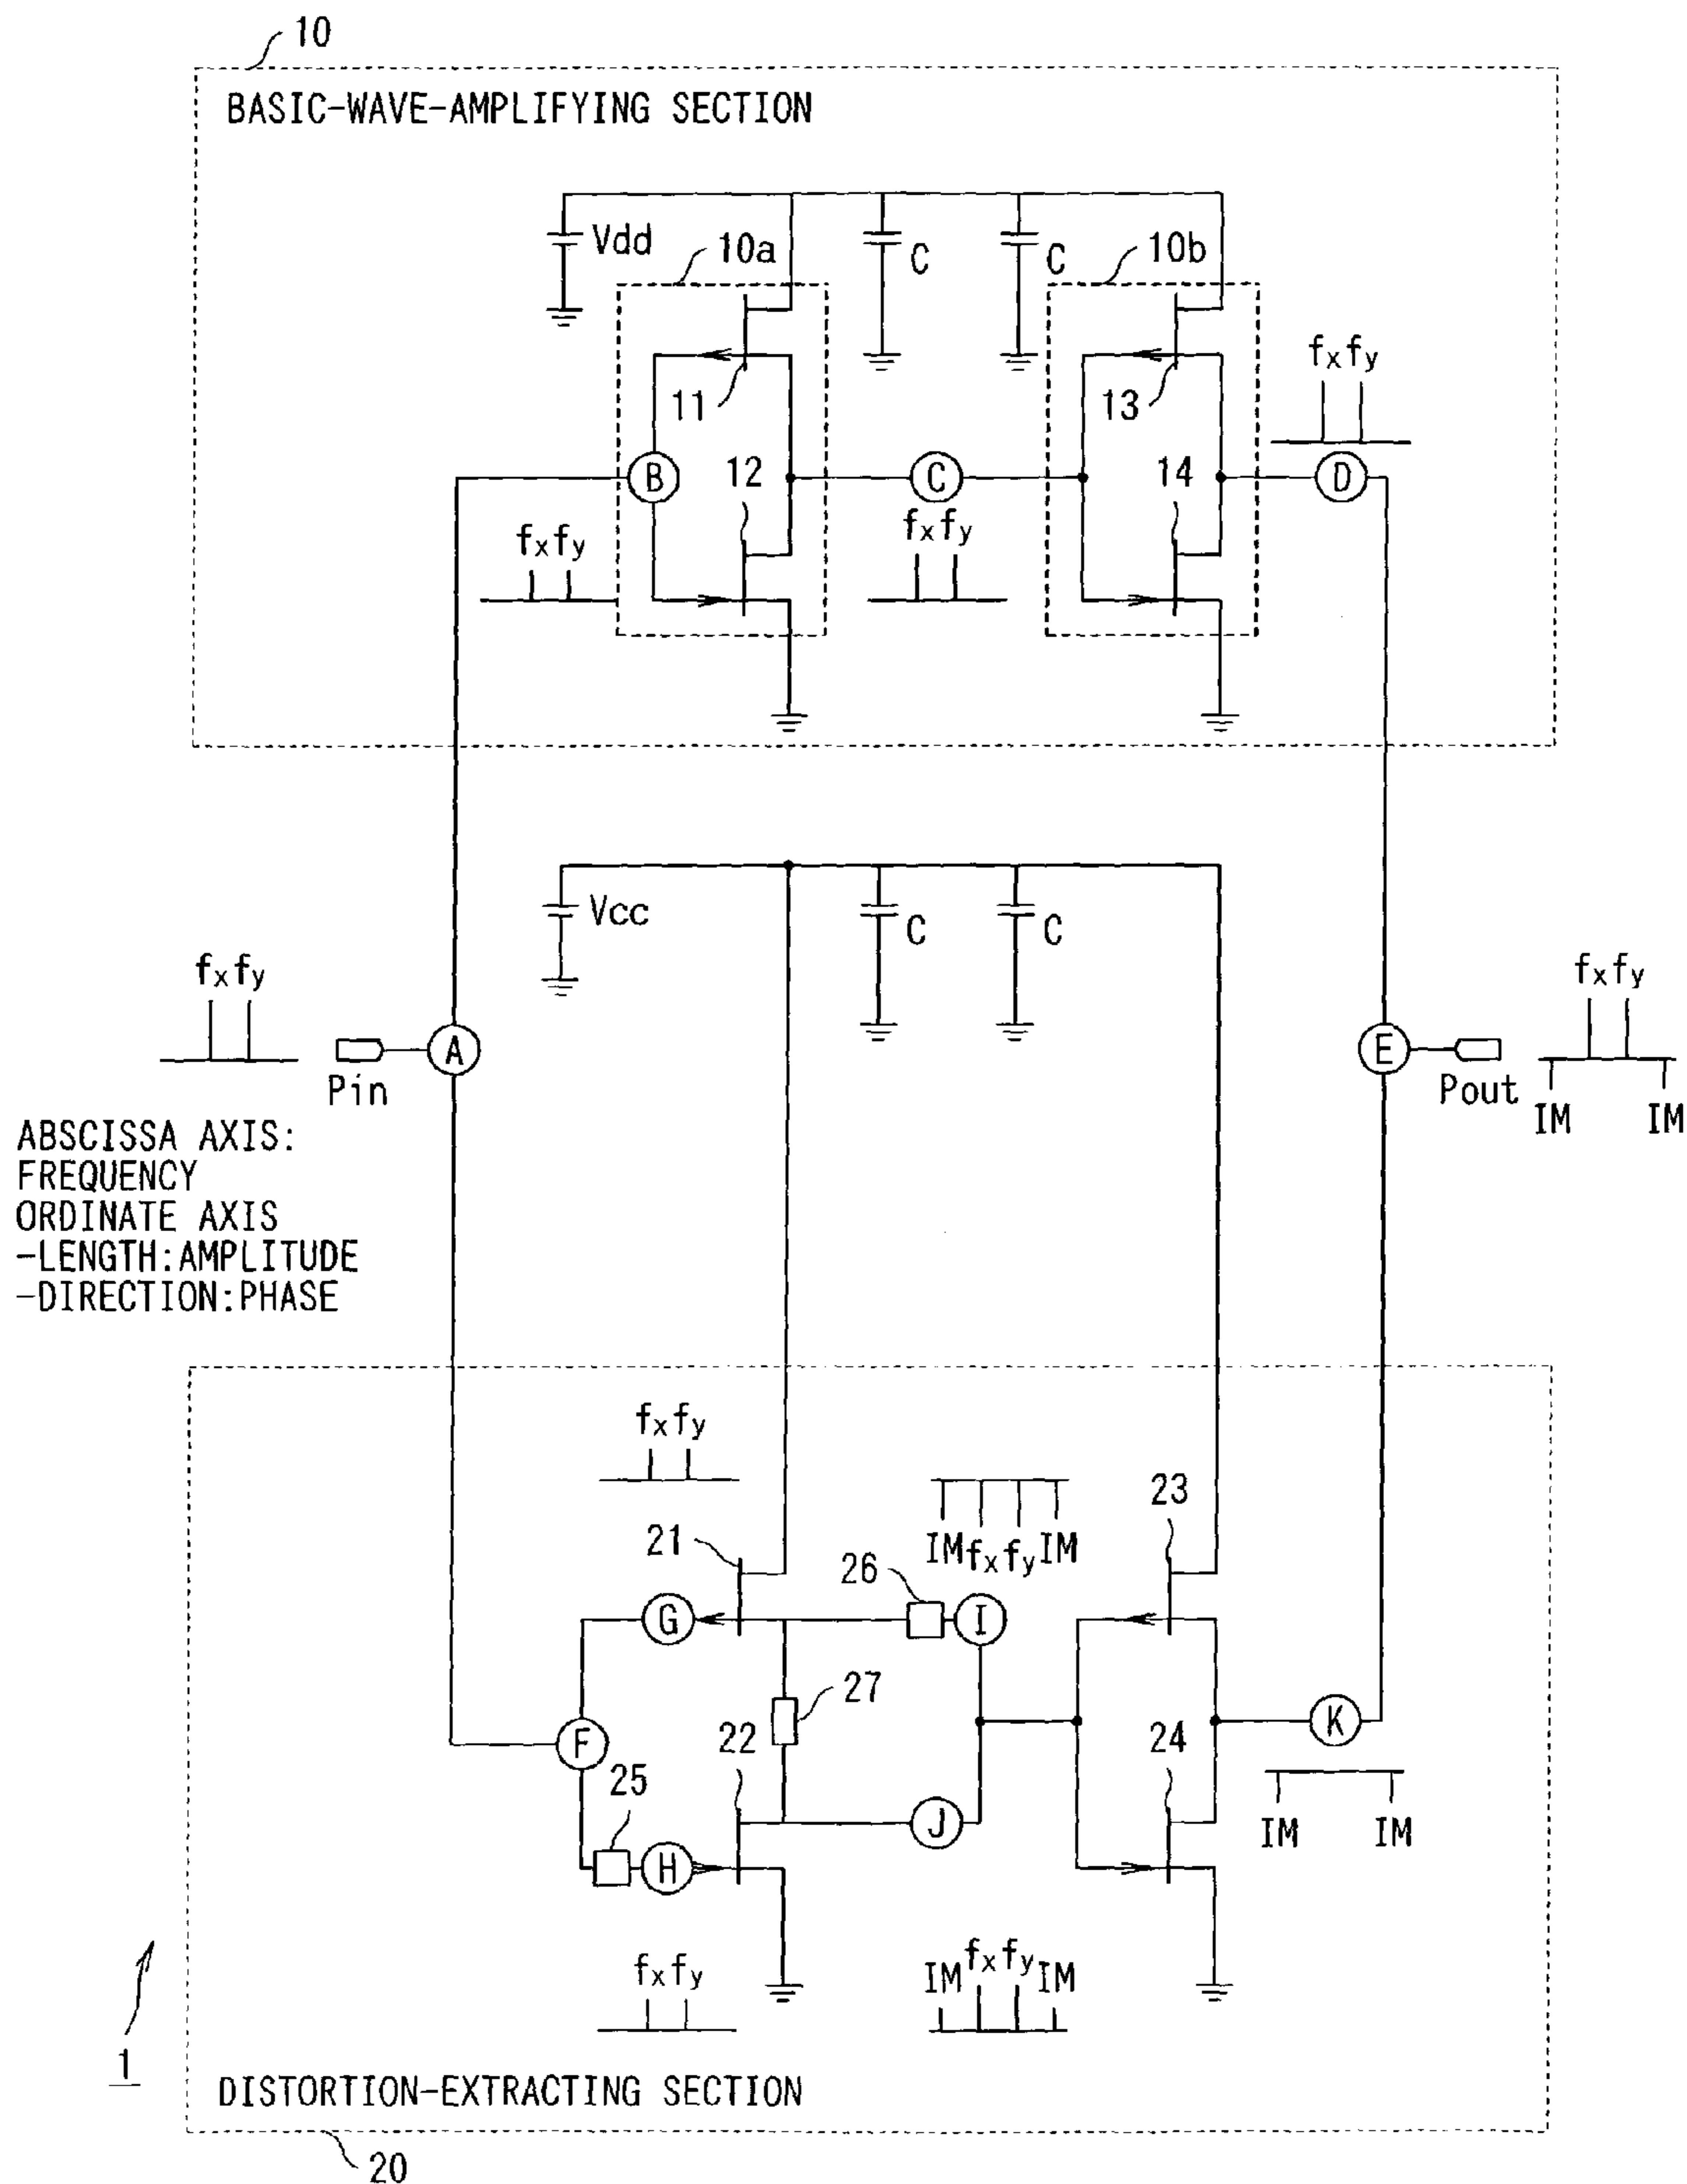 10
BASIC-WAVE-AMPLIFYING SECTION
Vdd
10a
C
C
10b
11
13
fx fy
B
12
C
14
D
fx fy
fx fy
Vcc
C
C
fx fy
fx fy
A
E
Pin
Pout
IM IM
ABSCISSA AXIS:
FREQUENCY
ORDINATE AXIS
-LENGTH:AMPLITUDE
-DIRECTION:PHASE
fx fy
23
21
26
IM fx fy IM
G
I
27
22
24
F
K
25
J
IM IM
H
fx fy
IM fx fy IM
1
DISTORTION-EXTRACTING SECTION
20